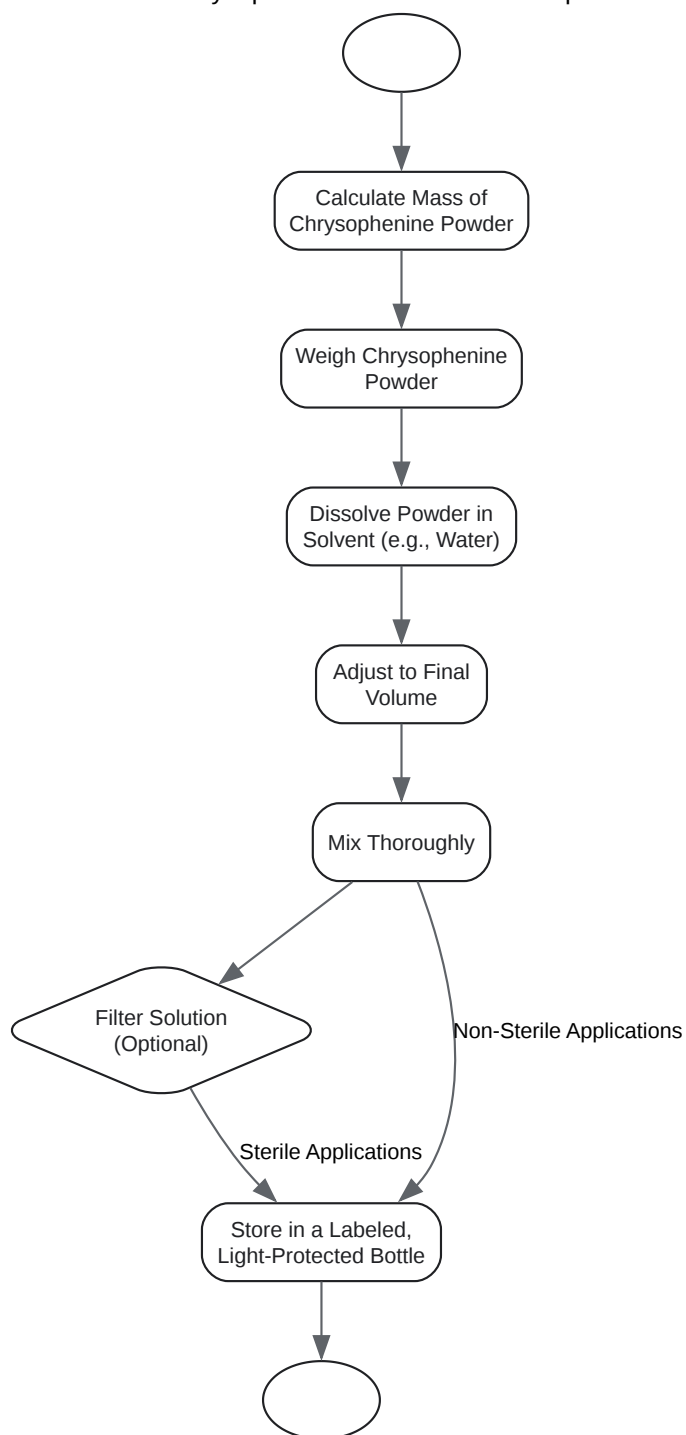 Calculate Mass of
Chrysophenine Powder
Weigh Chrysophenine
Powder
Dissolve Powder in
Solvent (e.g., Water)
Adjust to Final
Volume
Mix Thoroughly
Filter Solution
(Optional)
Non-Sterile Applications
Sterile Applications
Store in a Labeled,
Light-Protected Bottle